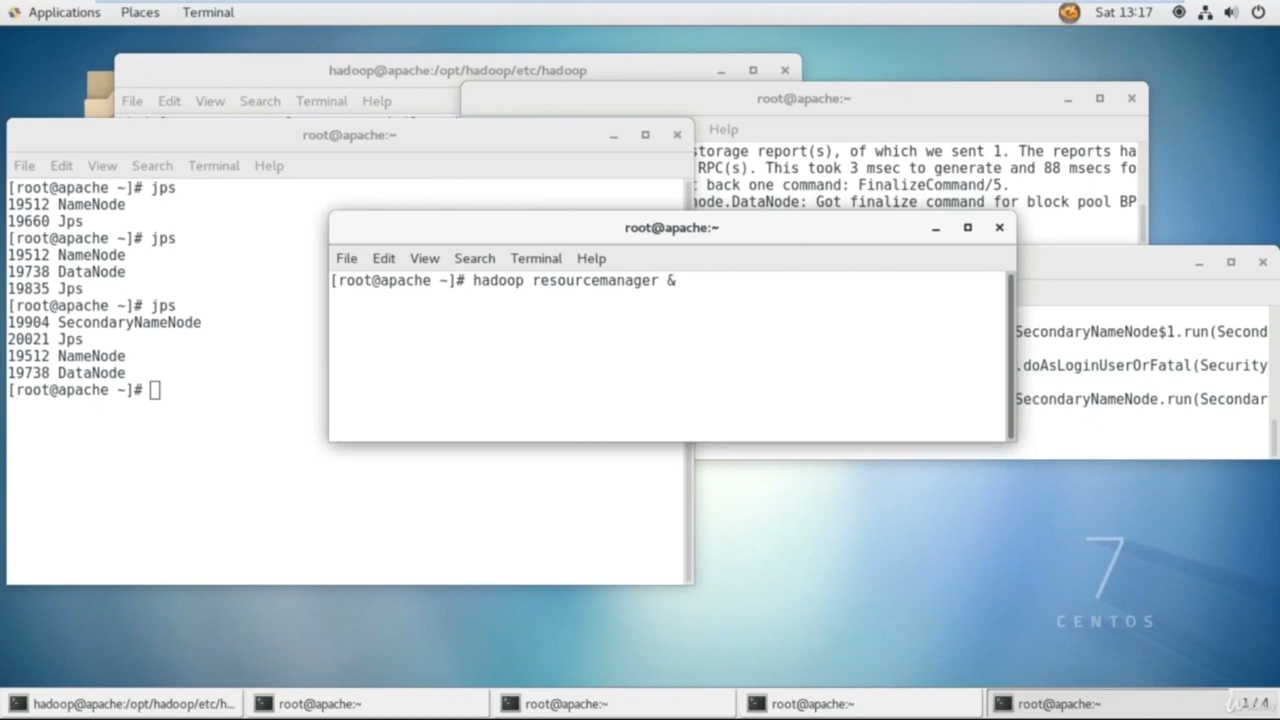 Applications Places Terminal Sat 13:17
hadoop@apache:/opt/hadoop/etc/hadoop
File Edit View Search Terminal Help
root@apache:~
Help
storage report(s), of which we sent 1. The reports ha
RPC(s). This took 3 msec to generate and 88 msecs fo
t back one command: FinalizeCommand/5.
node.DataNode: Got finalize command for block pool BP
root@apache:~
File Edit View Search Terminal Help
[root@apache ~]# jps
19512 NameNode
19660 Jps
[root@apache ~]# jps
19512 NameNode
19738 DataNode
19835 Jps
[root@apache ~]# jps
19904 SecondaryNameNode
20021 Jps
19512 NameNode
19738 DataNode
[root@apache ~]#
root@apache:~
File Edit View Search Terminal Help
[root@apache ~]# hadoop resourcemanager &
SecondaryNameNode$1.run(Second
.doAsLoginUserOrFatal(Security
SecondaryNameNode.run(Secondar
7
CENTOS
hadoop@apache:/opt/hadoop/etc/h... root@apache:~ root@apache:~ root@apache:~ root@apache:~ 1 / 4